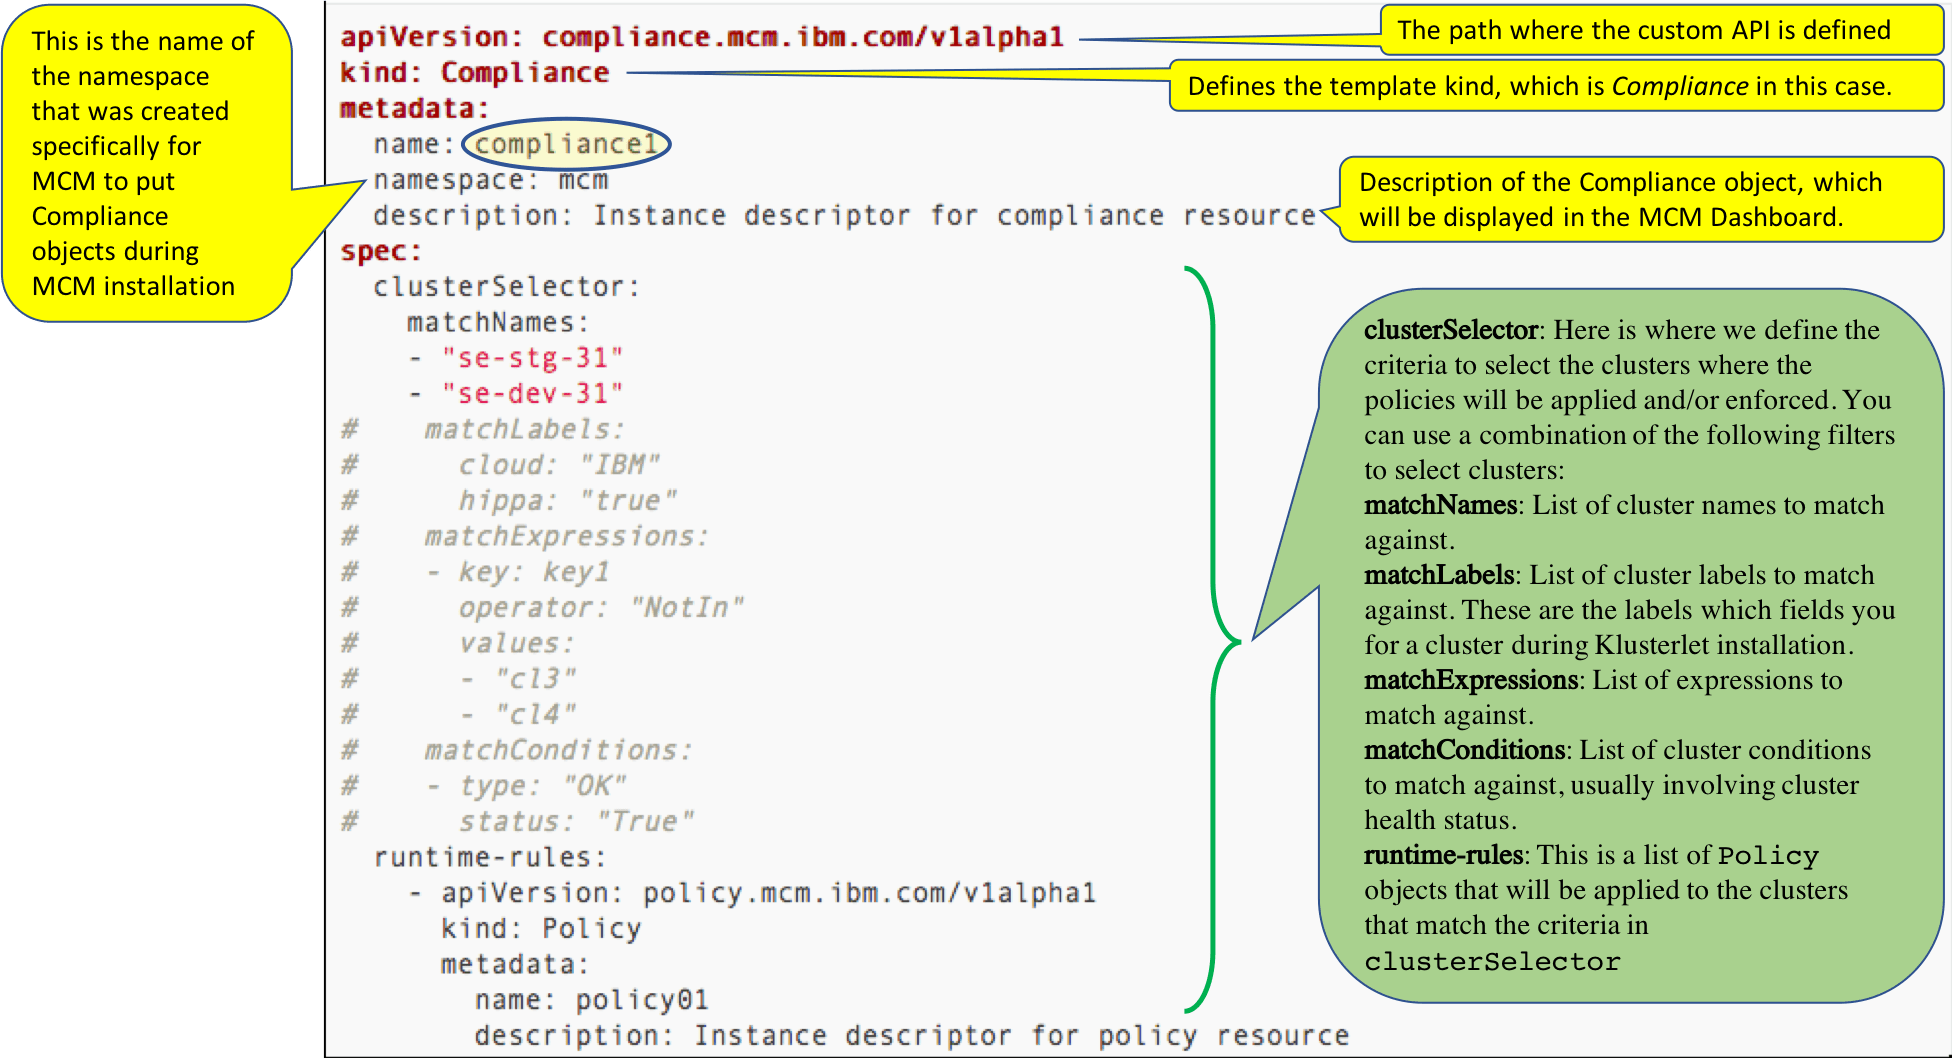 This is the name of
the namespace
that was created
specifically for
MCM to put
Compliance
objects during
MCM installation
apiVersion: compliance.mcm.ibm.com/v1alpha1
The path where the custom API is defined
kind: Compliance
Defines the template kind, which is Compliance in this case.
metadata:
name: compliance1
namespace: mcm
description: Instance descriptor for compliance resource
Description of the Compliance object, which
will be displayed in the MCM Dashboard.
spec:
clusterSelector:
matchNames:
- "se-stg-31"
- "se-dev-31"
# matchLabels:
# cloud: "IBM"
# hippa: "true"
# matchExpressions:
# - key: key1
# operator: "NotIn"
# values:
# - "cl3"
# - "cl4"
# matchConditions:
# - type: "OK"
# status: "True"
runtime-rules:
- apiVersion: policy.mcm.ibm.com/v1alpha1
kind: Policy
metadata:
name: policy01
description: Instance descriptor for policy resource
clusterSelector: Here is where we define the
criteria to select the clusters where the
policies will be applied and/or enforced. You
can use a combination of the following filters
to select clusters:
matchNames: List of cluster names to match
against.
matchLabels: List of cluster labels to match
against. These are the labels which fields you
for a cluster during Klusterlet installation.
matchExpressions: List of expressions to
match against.
matchConditions: List of cluster conditions
to match against, usually involving cluster
health status.
runtime-rules: This is a list of Policy
objects that will be applied to the clusters
that match the criteria in
clusterSelector